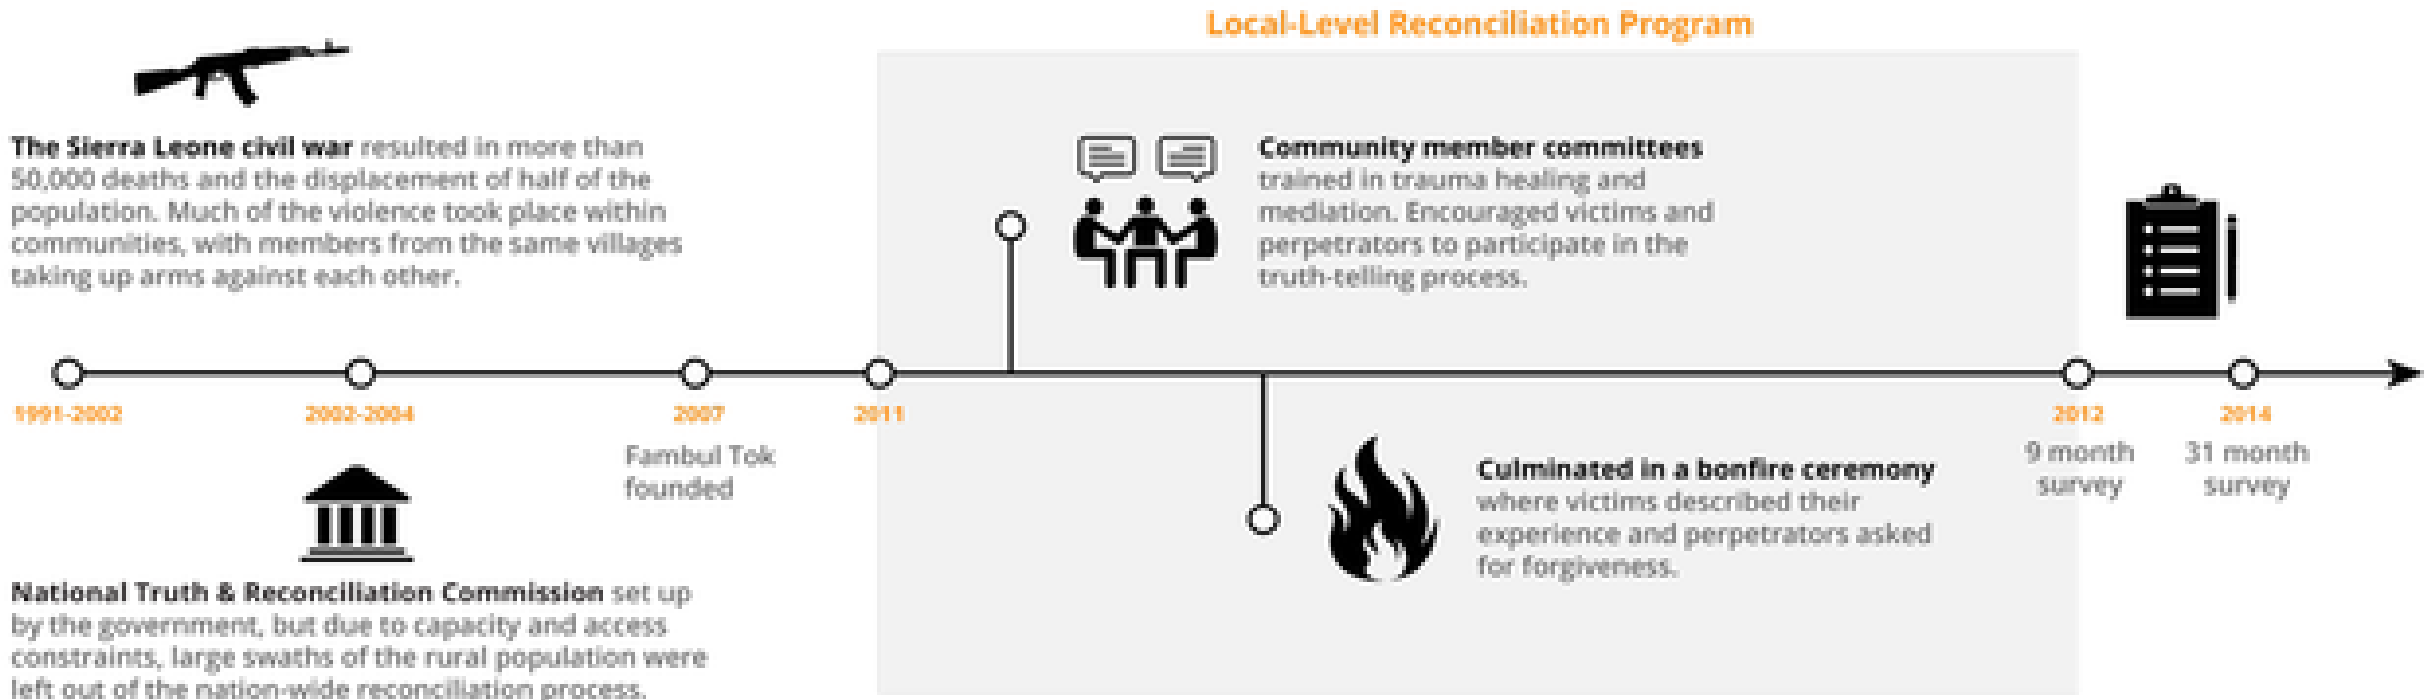 Local-Level Reconciliation Program
The Sierra Leone civil war resulted in more than
50,000 deaths and the displacement of half of the
population. Much of the violence took place within
communities, with members from the same villages
taking up arms against each other.
Community member committees
trained in trauma healing and
mediation. Encouraged victims and
perpetrators to participate in the
truth-telling process.
1991-2002
2002-2004
2007
2011
2012
2014
Fambul Tok
founded
9 month
survey
31 month
survey
Culminated in a bonfire ceremony
where victims described their
experience and perpetrators asked
for forgiveness.
National Truth & Reconciliation Commission set up
by the government, but due to capacity and access
constraints, large swaths of the rural population were
left out of the nation-wide reconciliation process.